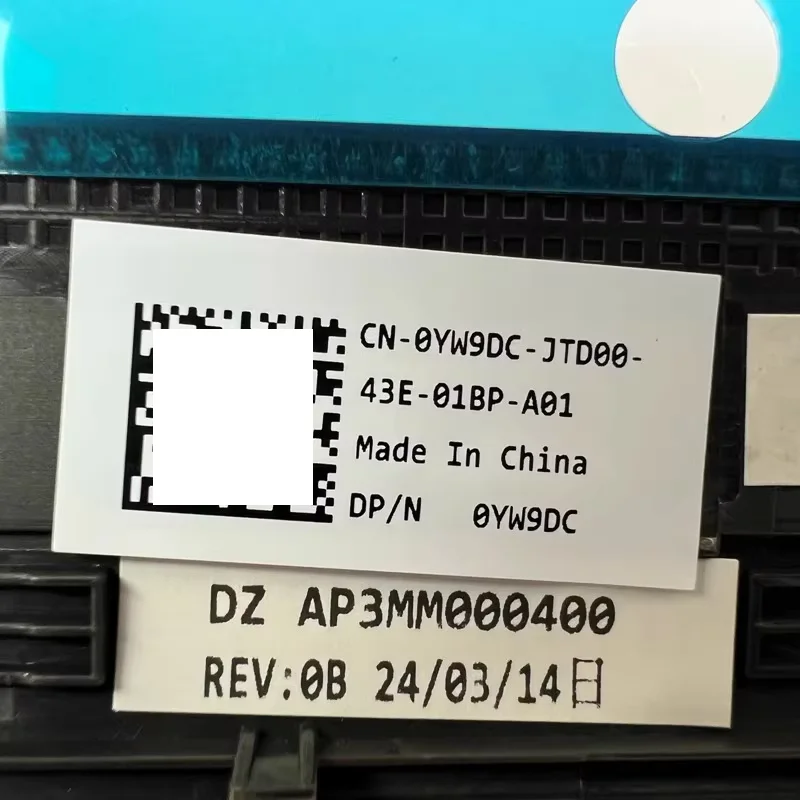 CN-0YW9DC-JTD00-
43E-01BP-A01
Made In China
DP/N 0YW9DC
DZ AP3MM000400
REV:0B 24/03/14日